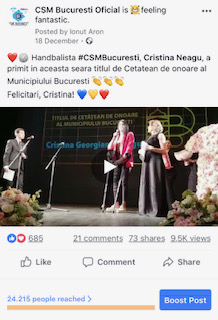 CSM Bucuresti Oficial is 🤩 feeling
fantastic.
Posted by Ionut Aron
18 December ·
❤️⚪ Handbalista #CSMBucuresti, Cristina Neagu, a
primit in aceasta seara titlul de Cetatean de onoare al
Municipiului Bucuresti 👏👏👏
Felicitari, Cristina! 💙💛❤️
TITLUL DE CETĂȚEAN DE ONOARE
AL MUNICIPIULUI BUCUREȘTI
Cristina Georgiana
685
21 comments 73 shares 9.5K views
Like Comment Share
24.215 people reached >
Boost Post